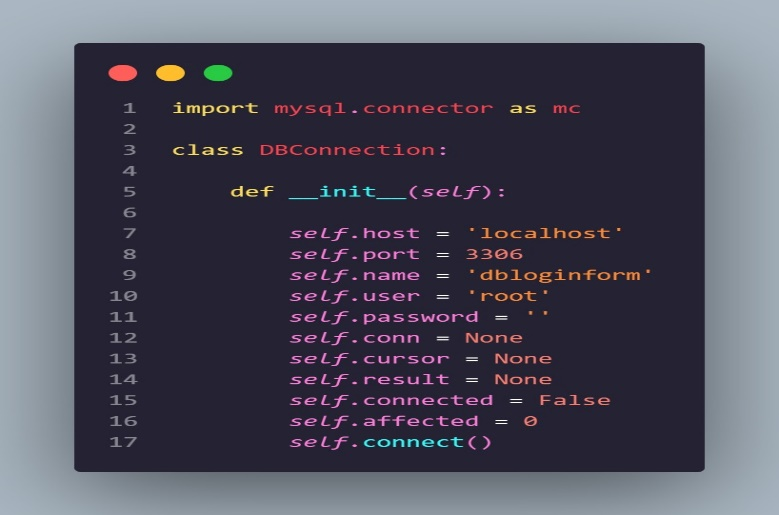 1 import mysql.connector as mc
2
3 class DBConnection:
4
5     def __init__(self):
6
7         self.host = 'localhost'
8         self.port = 3306
9         self.name = 'dbloginform'
10         self.user = 'root'
11         self.password = ''
12         self.conn = None
13         self.cursor = None
14         self.result = None
15         self.connected = False
16         self.affected = 0
17         self.connect()